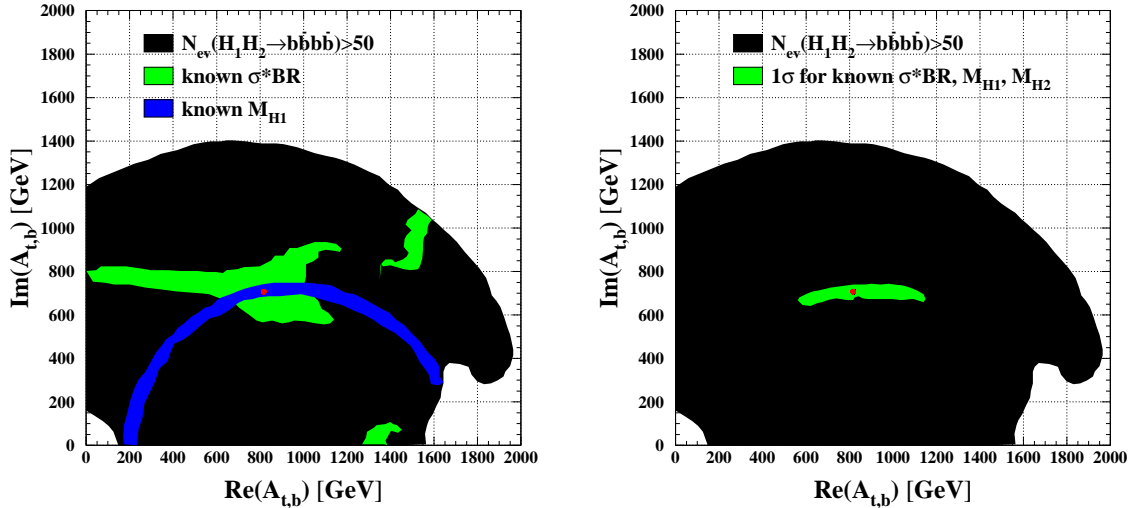 N_ev(H_1H_2→bb̄bb̄)>50
known σ*BR
known M_H1
Im(A_t,b) [GeV]
2000
1800
1600
1400
1200
1000
800
600
400
200
0
0 200 400 600 800 1000 1200 1400 1600 1800 2000
Re(A_t,b) [GeV]
N_ev(H_1H_2→bb̄bb̄)>50
1σ for known σ*BR, M_H1, M_H2
Im(A_t,b) [GeV]
2000
1800
1600
1400
1200
1000
800
600
400
200
0
0 200 400 600 800 1000 1200 1400 1600 1800 2000
Re(A_t,b) [GeV]